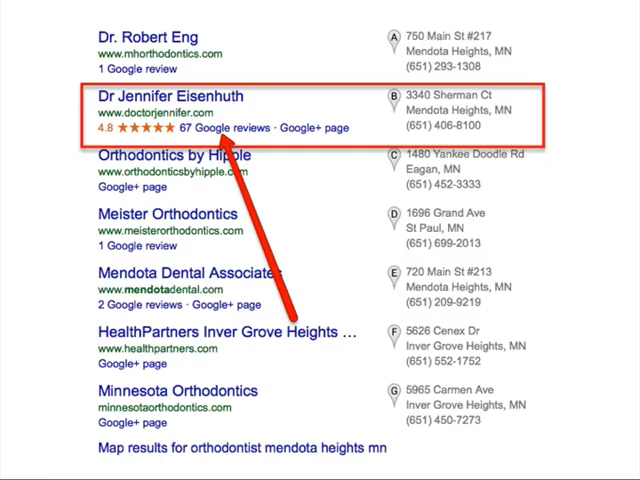 Dr. Robert Eng
www.mhorthodontics.com
1 Google review
A
750 Main St #217
Mendota Heights, MN
(651) 293-1308
Dr Jennifer Eisenhuth
www.doctorjennifer.com
4.8 ★★★★★ 67 Google reviews · Google+ page
B
3340 Sherman Ct
Mendota Heights, MN
(651) 406-8100
Orthodontics by Hipple
www.orthodonticsbyhipple.com
Google+ page
C
1480 Yankee Doodle Rd
Eagan, MN
(651) 452-3333
Meister Orthodontics
www.meisterorthodontics.com
1 Google review
D
1696 Grand Ave
St Paul, MN
(651) 699-2013
Mendota Dental Associates
www.mendotadental.com
2 Google reviews · Google+ page
E
720 Main St #213
Mendota Heights, MN
(651) 209-9219
HealthPartners Inver Grove Heights ...
www.healthpartners.com
Google+ page
F
5626 Cenex Dr
Inver Grove Heights, MN
(651) 552-1752
Minnesota Orthodontics
minnesotaorthodontics.com
Google+ page
G
5965 Carmen Ave
Inver Grove Heights, MN
(651) 450-7273
Map results for orthodontist mendota heights mn